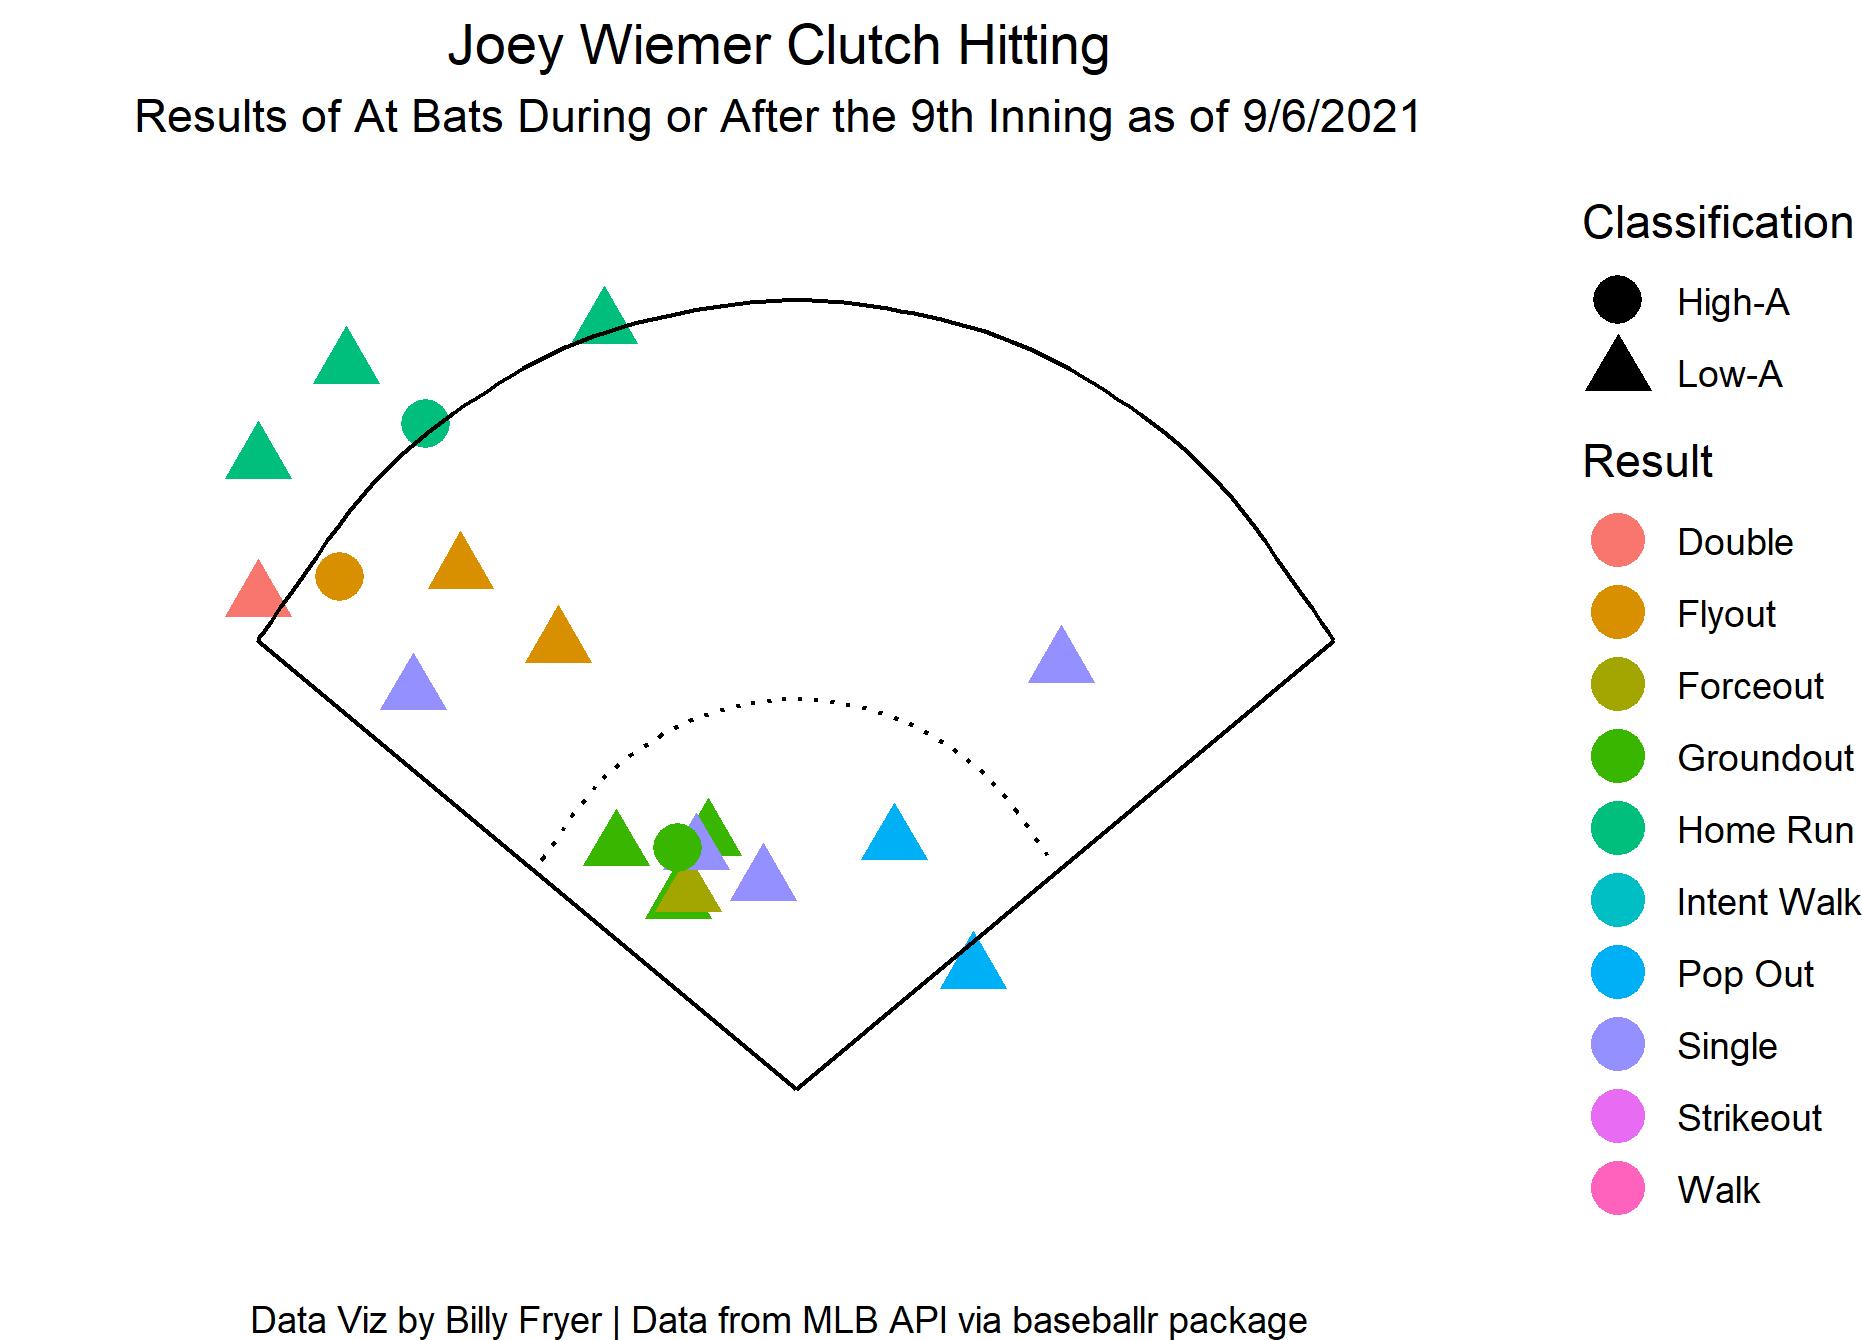 Joey Wiemer Clutch Hitting
Results of At Bats During or After the 9th Inning as of 9/6/2021
Classification
High-A
Low-A
Result
Double
Flyout
Forceout
Groundout
Home Run
Intent Walk
Pop Out
Single
Strikeout
Walk
Data Viz by Billy Fryer | Data from MLB API via baseballr package